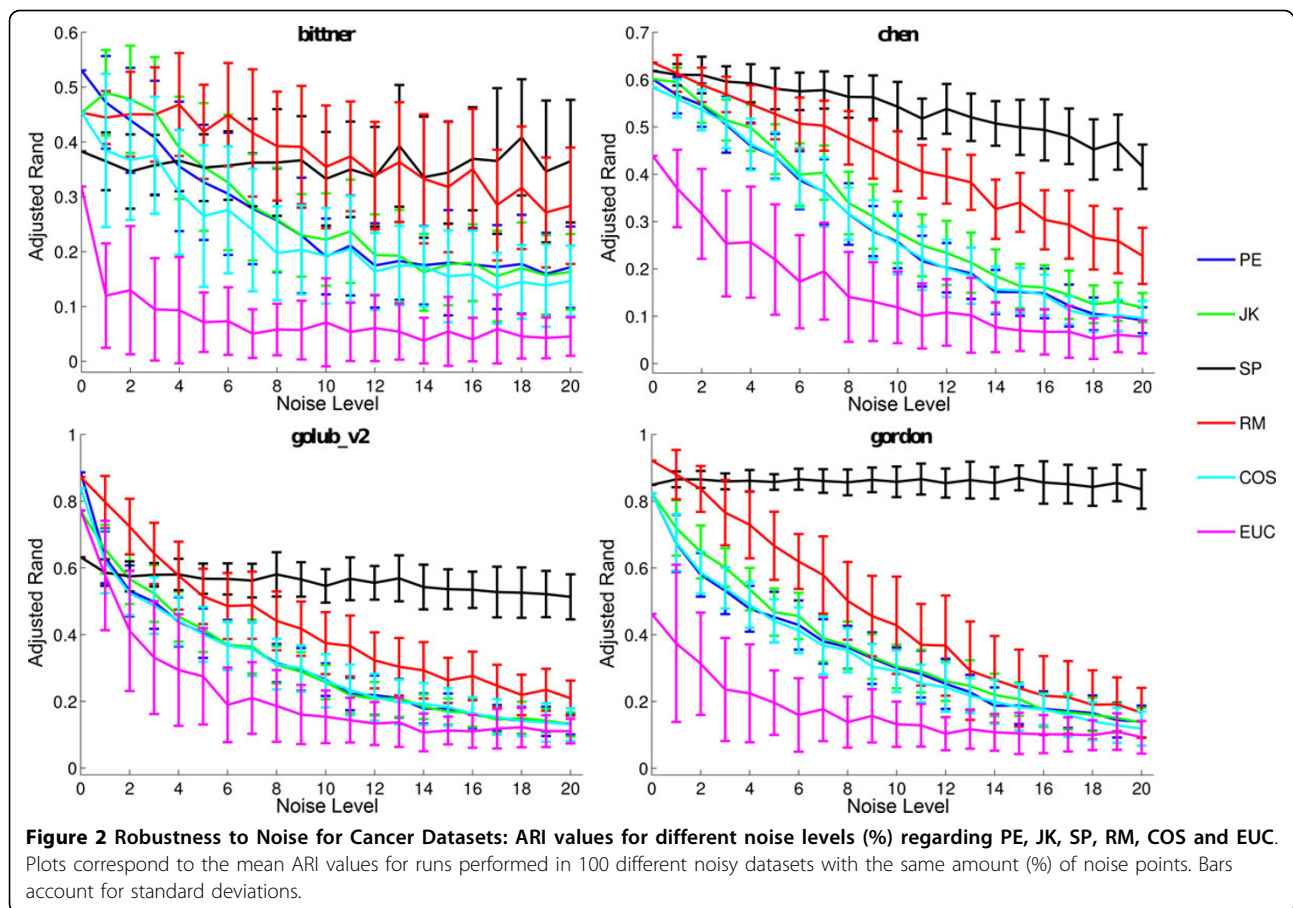 bittner
0.6
0.5
0.4
0.3
0.2
0.1
0
Adjusted Rand
0 2 4 6 8 10 12 14 16 18 20
Noise Level
chen
0.7
0.6
0.5
0.4
0.3
0.2
0.1
0
Adjusted Rand
0 2 4 6 8 10 12 14 16 18 20
Noise Level
PE
JK
SP
RM
COS
EUC
golub_v2
1
0.8
0.6
0.4
0.2
0
Adjusted Rand
0 2 4 6 8 10 12 14 16 18 20
Noise Level
gordon
1
0.8
0.6
0.4
0.2
0
Adjusted Rand
0 2 4 6 8 10 12 14 16 18 20
Noise Level
Figure 2 Robustness to Noise for Cancer Datasets: ARI values for different noise levels (%) regarding PE, JK, SP, RM, COS and EUC.
Plots correspond to the mean ARI values for runs performed in 100 different noisy datasets with the same amount (%) of noise points. Bars
account for standard deviations.